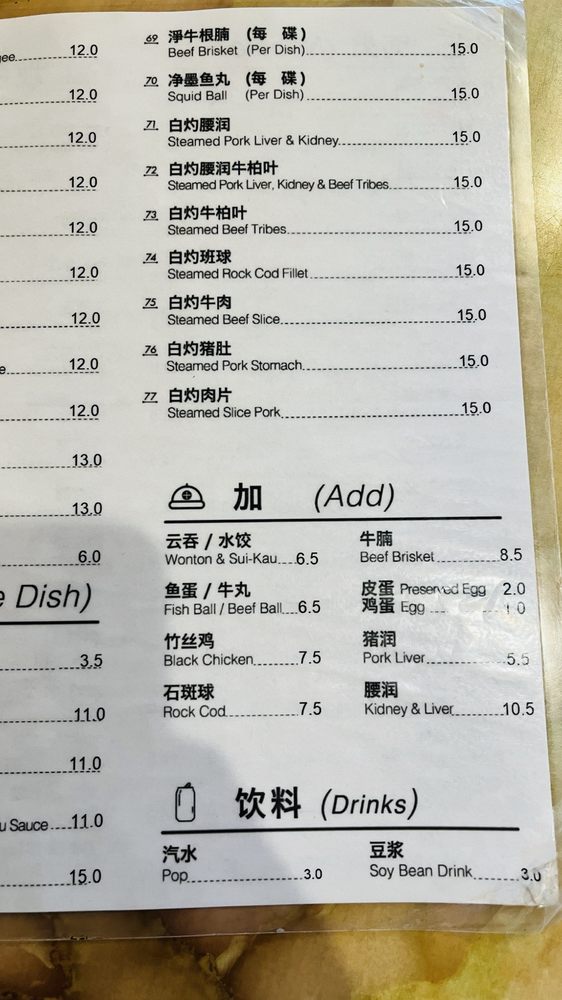 gee 12.0
12.0
12.0
12.0
12.0
12.0
12.0
e 12.0
12.0
13.0
13.0
6.0
e Dish)
3.5
11.0
11.0
u Sauce 11.0
15.0
69 淨牛根腩 (每 碟)
Beef Brisket (Per Dish) 15.0
70 净墨鱼丸 (每 碟)
Squid Ball (Per Dish) 15.0
71 白灼腰润
Steamed Pork Liver & Kidney 15.0
72 白灼腰润牛柏叶
Steamed Pork Liver, Kidney & Beef Tribes 15.0
73 白灼牛柏叶
Steamed Beef Tribes 15.0
74 白灼班球
Steamed Rock Cod Fillet 15.0
75 白灼牛肉
Steamed Beef Slice 15.0
76 白灼猪肚
Steamed Pork Stomach 15.0
77 白灼肉片
Steamed Slice Pork 15.0
加 (Add)
云吞 / 水饺
Wonton & Sui-Kau 6.5
鱼蛋 / 牛丸
Fish Ball / Beef Ball 6.5
竹丝鸡
Black Chicken 7.5
石斑球
Rock Cod 7.5
牛腩
Beef Brisket 8.5
皮蛋 Preserved Egg 2.0
鸡蛋 Egg 1.0
猪润
Pork Liver 5.5
腰润
Kidney & Liver 10.5
饮料 (Drinks)
汽水
Pop 3.0
豆浆
Soy Bean Drink 3.0